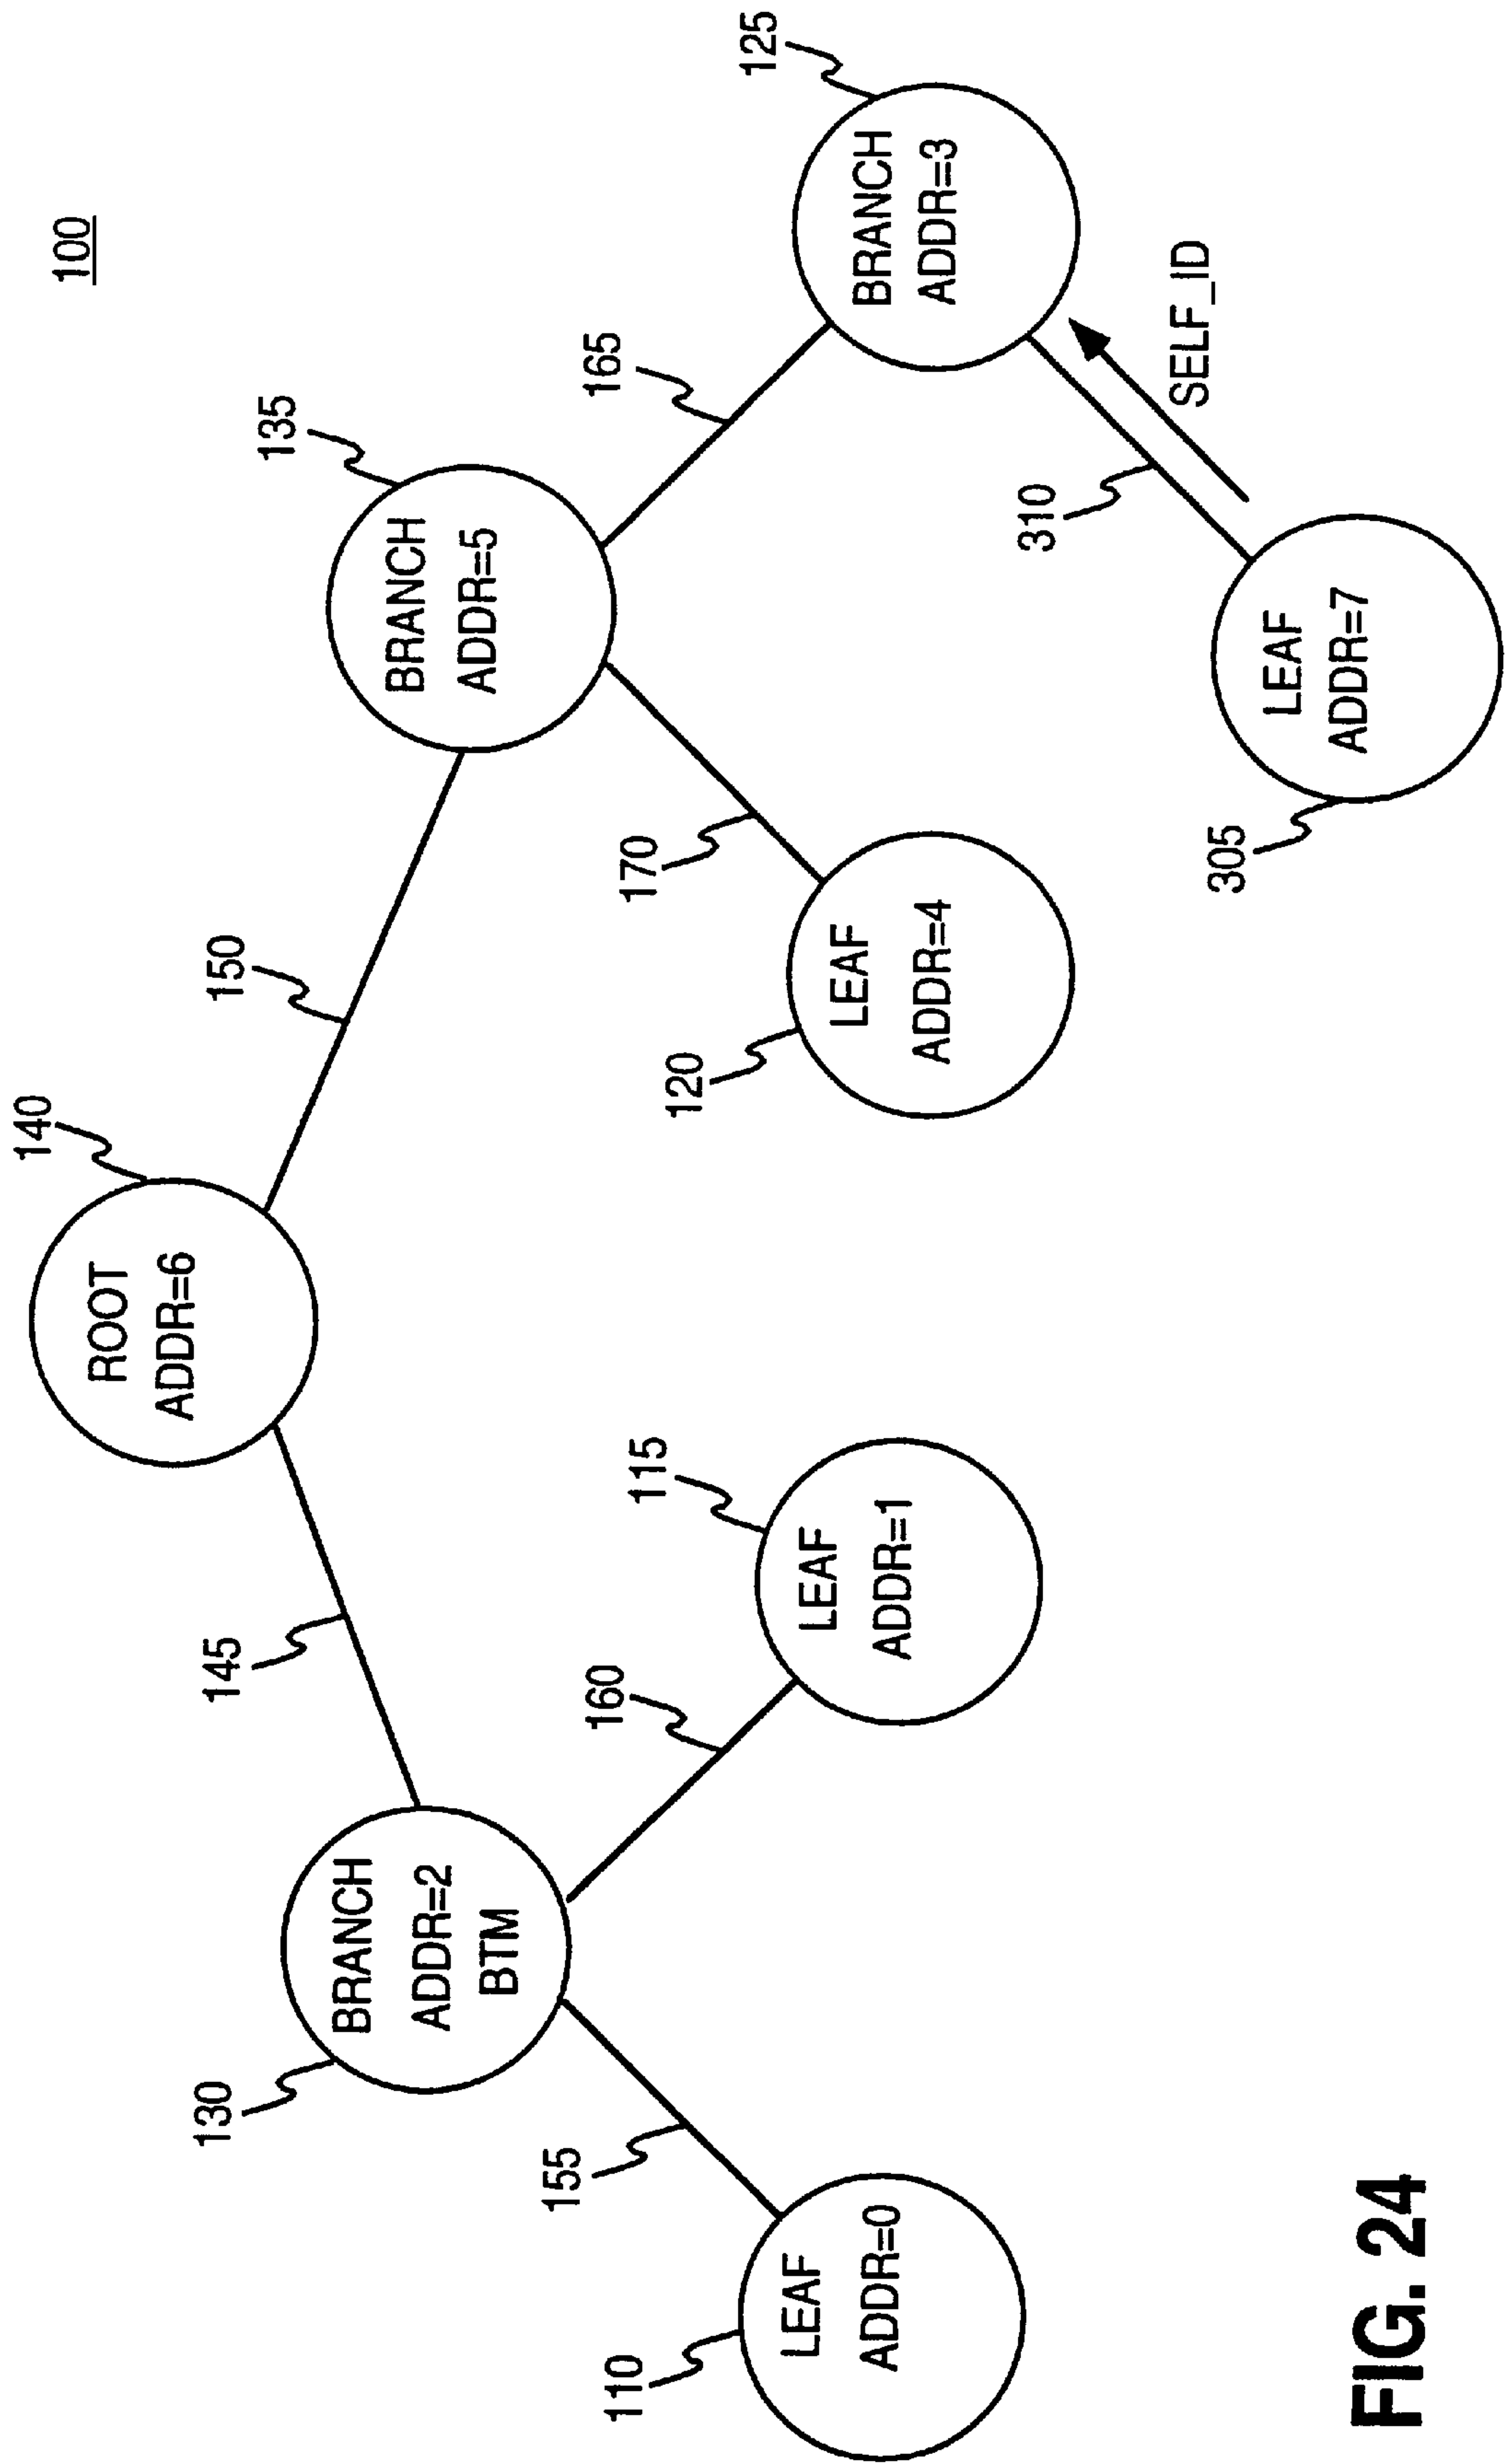 100
140
ROOT
ADDR=6
145
150
130
BRANCH
ADDR=2
BTM
135
BRANCH
ADDR=5
155
160
170
165
110
LEAF
ADDR=0
115
LEAF
ADDR=1
120
LEAF
ADDR=4
125
BRANCH
ADDR=3
310
SELF_ID
305
LEAF
ADDR=7
FIG. 24